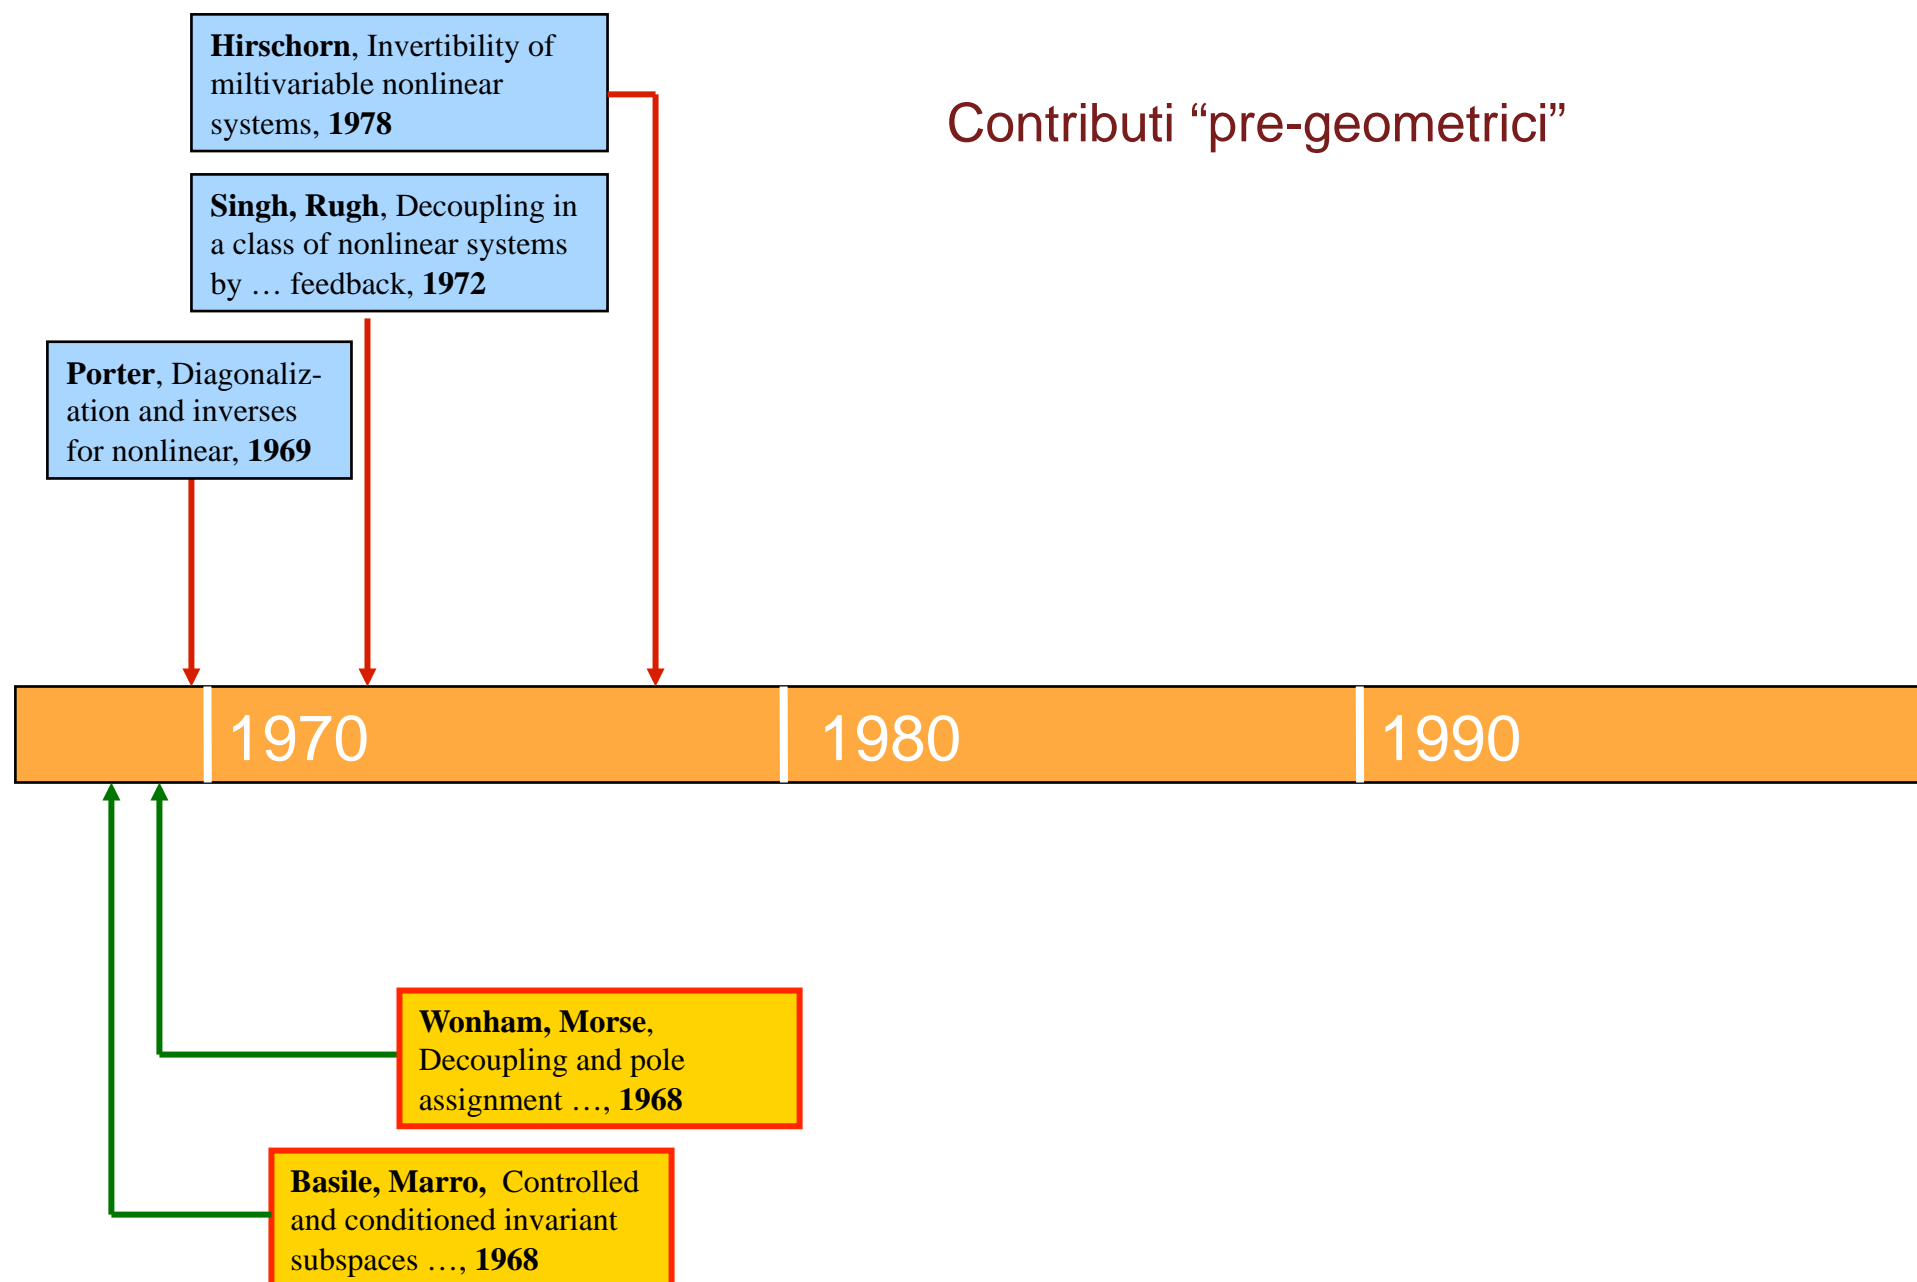 Hirschorn, Invertibility of
miltivariable nonlinear
systems, 1978
Contributi “pre-geometrici”
Singh, Rugh, Decoupling in
a class of nonlinear systems
by … feedback, 1972
Porter, Diagonaliz-
ation and inverses
for nonlinear, 1969
1970
1980
1990
Wonham, Morse,
Decoupling and pole
assignment …, 1968
Basile, Marro, Controlled
and conditioned invariant
subspaces …, 1968